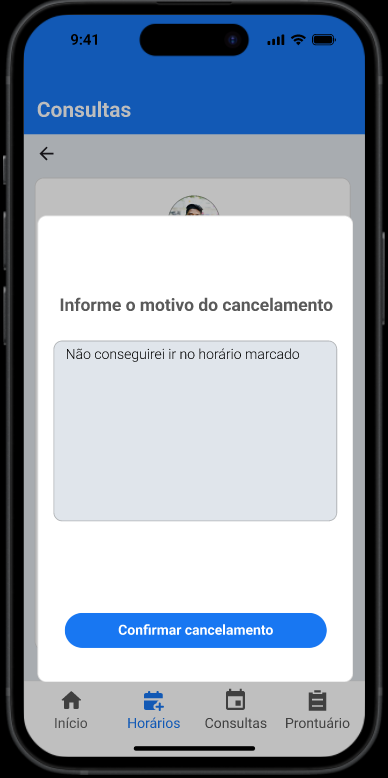 9:41
Consultas
Informe o motivo do cancelamento
Não conseguirei ir no horário marcado
Confirmar cancelamento
Início
Horários
Consultas
Prontuário